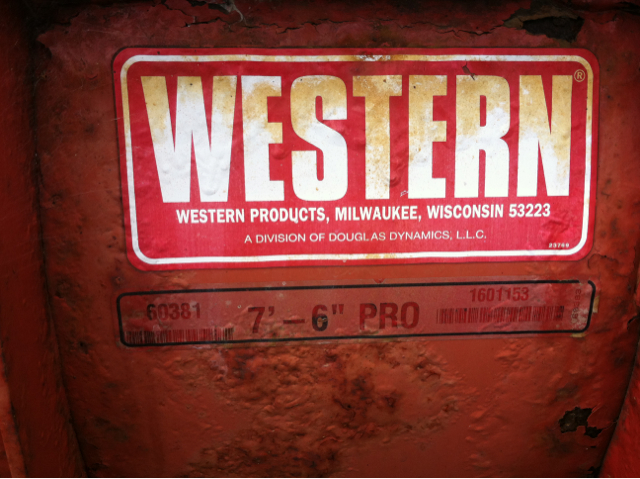 WESTERN®
WESTERN PRODUCTS, MILWAUKEE, WISCONSIN 53223
A DIVISION OF DOUGLAS DYNAMICS, L.L.C.
60381 7'-6" PRO 1601153